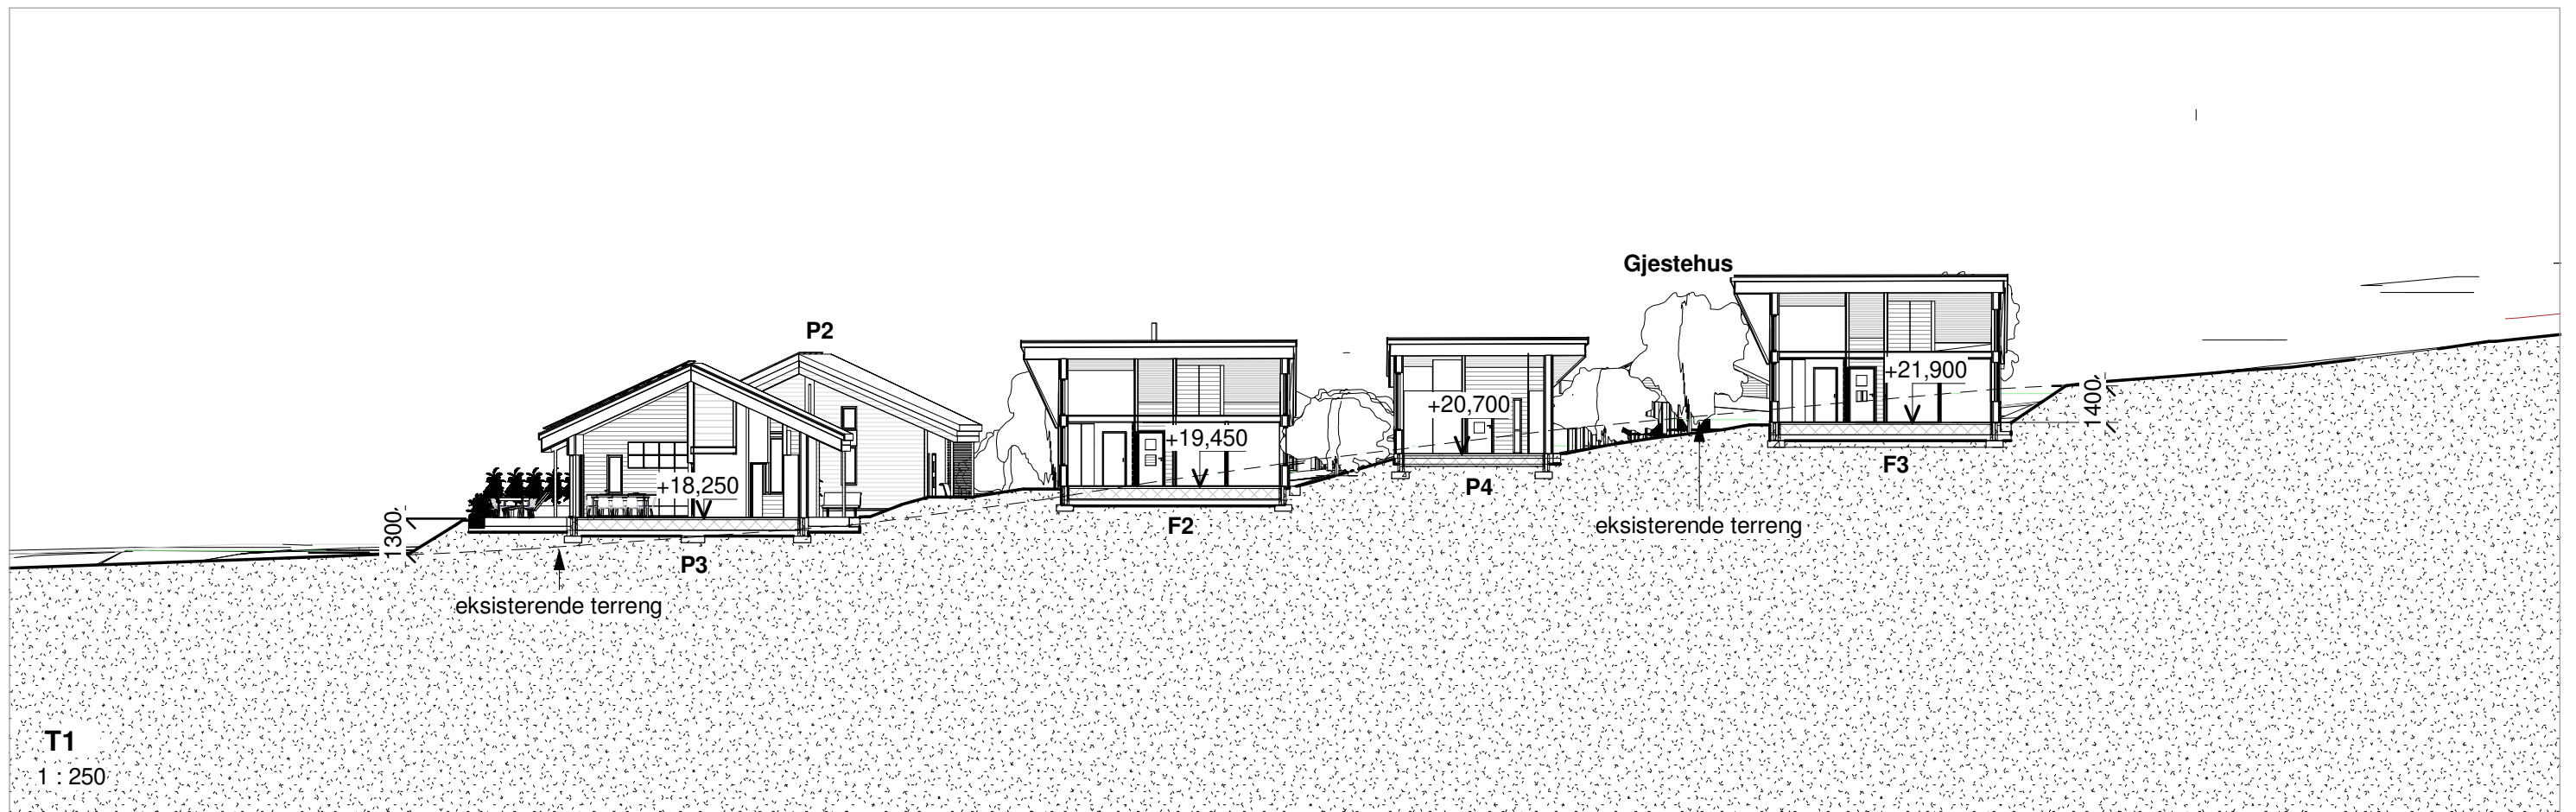 Gjestehus
P2
+21,900
1400
+20,700
+19,450
F3
+18,250
P4
1300
F2
eksisterende terreng
P3
eksisterende terreng
T1
1 : 250